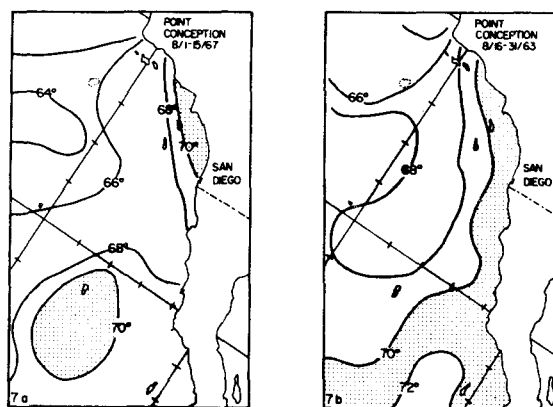 POINT
CONCEPTION
8/1-15/67
64°
68°
70°
66°
SAN
DIEGO
68°
70°
7a
POINT
CONCEPTION
8/16-31/63
66°
68°
SAN
DIEGO
70°
72°
7b